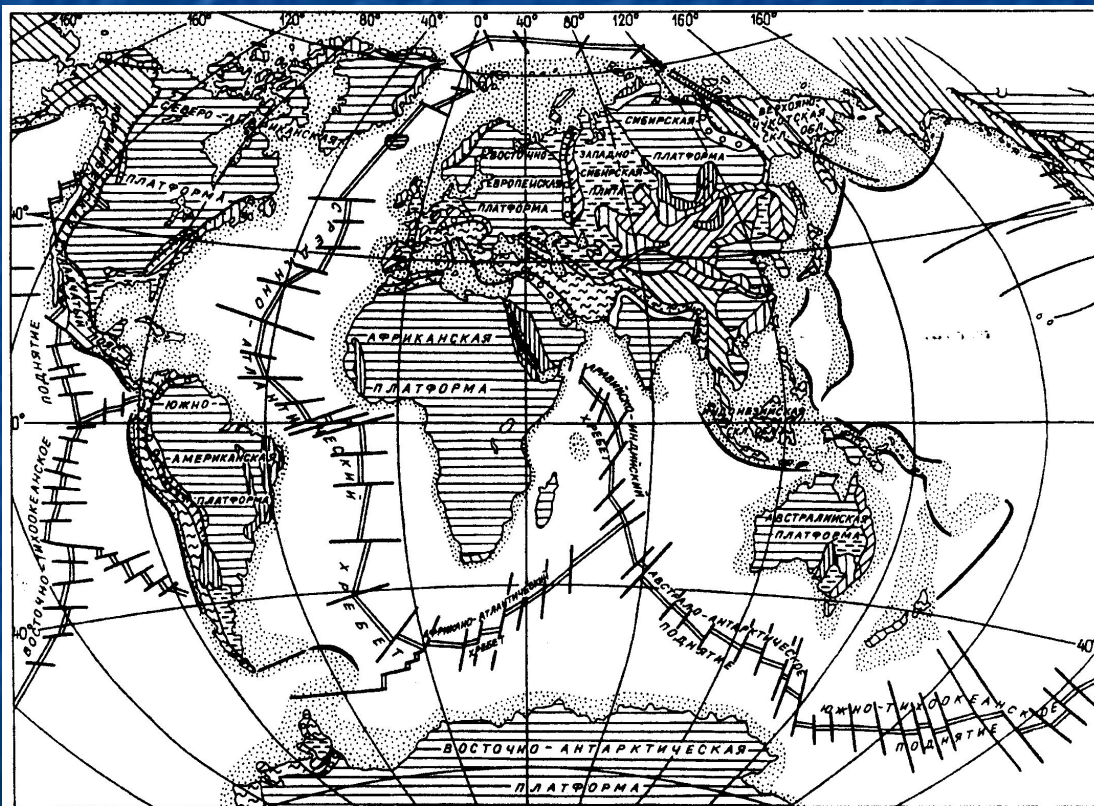 160° 160° 120° 80° 40° 0° 40° 80° 120° 160° 160°
СЕВЕРО-АМЕРИКАНСКАЯ
ПЛАТФОРМА
СИБИРСКАЯ
ПЛАТФОРМА
ВЕРХОЯНО-
ЧУКОТСКАЯ
СКЛ. ОБЛ.
ВОСТОЧНО-
ЕВРОПЕЙСКАЯ
ПЛАТФОРМА
ЗАПАДНО-
СИБИРСКАЯ
ПЛИТА
40°
СРЕДИННО-АТЛАНТИЧЕСКИЙ ХРЕБЕТ
АФРИКАНСКАЯ
ПЛАТФОРМА
ВОСТОЧНО-ТИХООКЕАНСКОЕ ПОДНЯТИЕ
0°
ЮЖНО-
АМЕРИКАНСКАЯ
ПЛАТФОРМА
АРАВИЙСКО-ИНДИЙСКИЙ
ХРЕБЕТ
АВСТРАЛИЙСКАЯ
ПЛАТФОРМА
АФРИКАНО-АТЛАНТИЧЕСКИЙ
ХРЕБЕТ
АВСТРАЛО-АНТАРКТИЧЕСКОЕ
ПОДНЯТИЕ
40°
40°
ЮЖНО-ТИХООКЕАНСКОЕ
ПОДНЯТИЕ
ВОСТОЧНО-АНТАРКТИЧЕСКАЯ
ПЛАТФОРМА